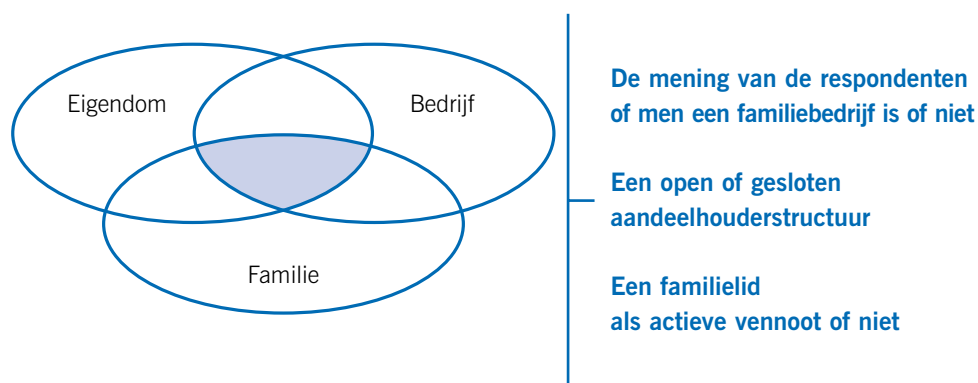 Eigendom
Bedrijf
Familie
De mening van de respondenten
of men een familiebedrijf is of niet
Een open of gesloten
aandeelhouderstructuur
Een familielid
als actieve vennoot of niet